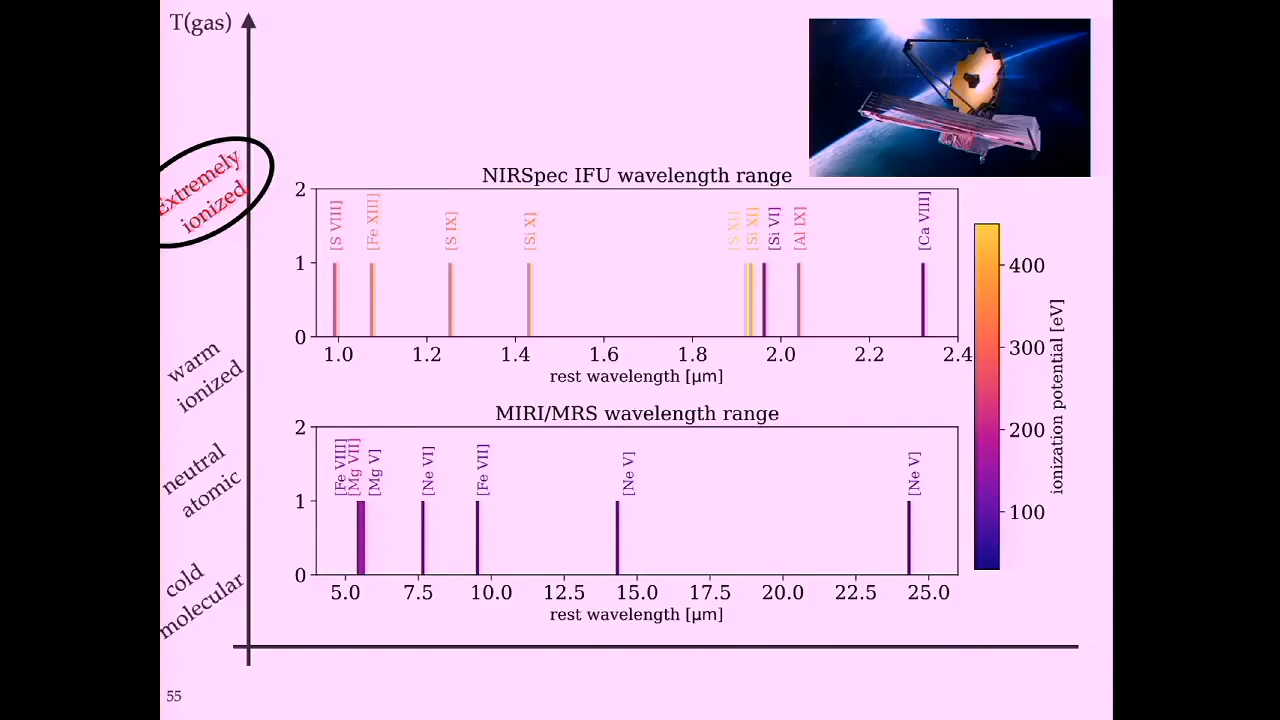 T(gas)
Extremely
ionized
warm
ionized
neutral
atomic
cold
molecular
NIRSpec IFU wavelength range
2
1
0
[S VIII]
[Fe XIII]
[S IX]
[Si X]
[S XI]
[Si XI]
[Si VI]
[Al IX]
[Ca VIII]
1.0 1.2 1.4 1.6 1.8 2.0 2.2 2.4
rest wavelength [µm]
MIRI/MRS wavelength range
2
1
0
[Fe VIII]
[Mg VII]
[Mg V]
[Ne VI]
[Fe VII]
[Ne V]
[Ne V]
5.0 7.5 10.0 12.5 15.0 17.5 20.0 22.5 25.0
rest wavelength [µm]
400
300
200
100
ionization potential [eV]
55